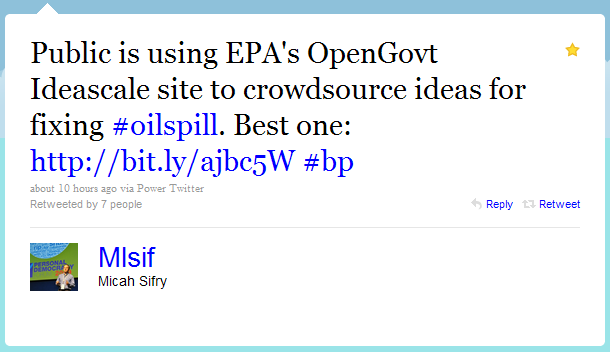 Public is using EPA's OpenGovt
Ideascale site to crowdsource ideas for
fixing #oilspill. Best one:
http://bit.ly/ajbc5W #bp
about 10 hours ago via Power Twitter
Retweeted by 7 people
Reply Retweet
PERSONAL
DEMOCRACY
MIsif
Micah Sifry